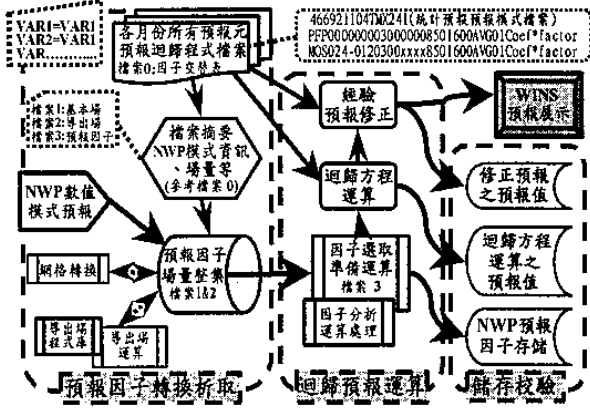 VAR1=VAR1
VAR2=VAR1
VAR......
各月份所有預報元
預報迴歸程式檔案
檔案0:因子交替表
466921104TMX24I(統計預報預報模式檔案)
PFP000000003000008501600AVG01Coef*factor
MOS024-0120300xxxx8501600AVG01Coef*factor
檔案1:基本場
檔案2:導出場
檔案3:預報因子
檔案摘要
NWP模式資訊
、場量等
(參考檔案0)
經驗
預報修正
WINS
預報展示
NWP數值
模式預報
迴歸方程
運算
修正預報
之預報值
網格轉換
預報因子
場量整集
檔案1&2
因子選取
準備運算
檔案 3
迴歸方程
運算之
預報值
導出場
程式庫
導出場
運算
因子分析
運算處理
NWP預報
因子存儲
預報因子轉換折取
迴歸預報運算
儲存校驗